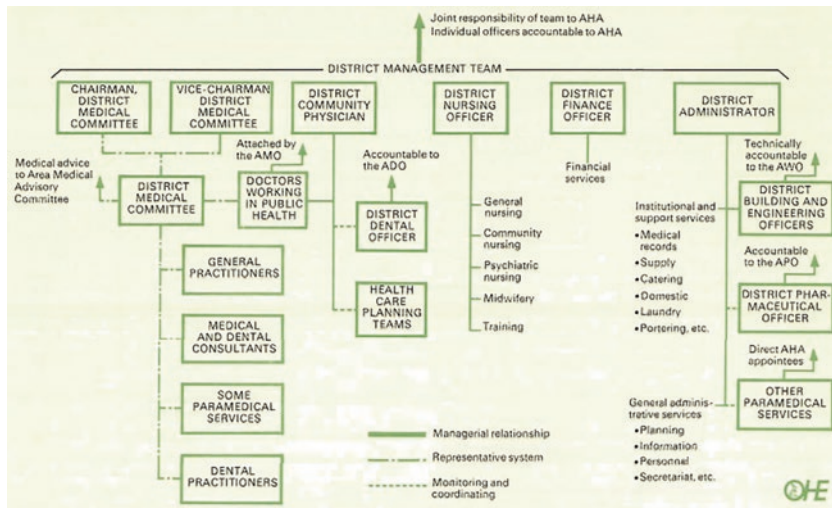 Joint responsibility of team to AHA
Individual officers accountable to AHA
DISTRICT MANAGEMENT TEAM
CHAIRMAN,
DISTRICT
MEDICAL
COMMITTEE
VICE-CHAIRMAN
DISTRICT
MEDICAL
COMMITTEE
DISTRICT
COMMUNITY
PHYSICIAN
DISTRICT
NURSING
OFFICER
DISTRICT
FINANCE
OFFICER
DISTRICT
ADMINISTRATOR
Medical advice
to Area Medical
Advisory
Committee
DISTRICT
MEDICAL
COMMITTEE
Attached by
the AMO
DOCTORS
WORKING
IN PUBLIC
HEALTH
Accountable to
the ADO
DISTRICT
DENTAL
OFFICER
HEALTH
CARE
PLANNING
TEAMS
GENERAL
PRACTITIONERS
MEDICAL
AND DENTAL
CONSULTANTS
SOME
PARAMEDICAL
SERVICES
DENTAL
PRACTITIONERS
General
nursing
Community
nursing
Psychiatric
nursing
Midwifery
Training
Financial
services
Technically
accountable
to the AWO
DISTRICT
BUILDING AND
ENGINEERING
OFFICERS
Institutional and
support services
•Medical
records
•Supply
•Catering
•Domestic
•Laundry
•Portering, etc.
Accountable
to the APO
DISTRICT PHAR-
MACEUTICAL
OFFICER
Direct AHA
appointees
OTHER
PARAMEDICAL
SERVICES
General adminis-
trative services
•Planning
•Information
•Personnel
•Secretariat, etc.
Managerial relationship
Representative system
Monitoring and
coordinating
OHE